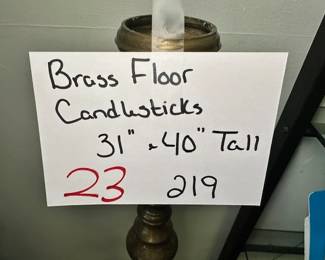 Brass Floor
Candlesticks
31" & 40" Tall
23 219